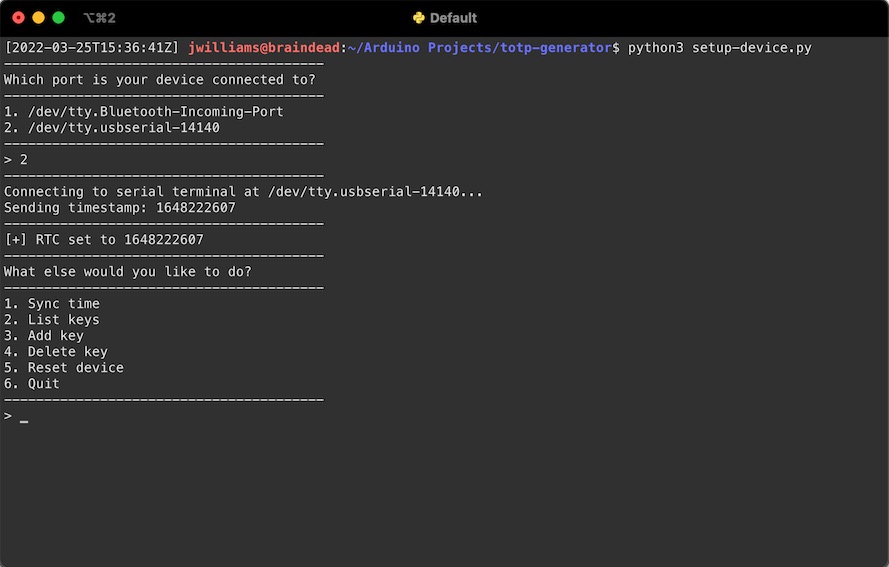 ⌥⌘2
Default
[2022-03-25T15:36:41Z] jwilliams@braindead:~/Arduino Projects/totp-generator$ python3 setup-device.py
----------------------------------------
Which port is your device connected to?
----------------------------------------
1. /dev/tty.Bluetooth-Incoming-Port
2. /dev/tty.usbserial-14140
----------------------------------------
> 2
----------------------------------------
Connecting to serial terminal at /dev/tty.usbserial-14140...
Sending timestamp: 1648222607
----------------------------------------
[+] RTC set to 1648222607
----------------------------------------
What else would you like to do?
----------------------------------------
1. Sync time
2. List keys
3. Add key
4. Delete key
5. Reset device
6. Quit
----------------------------------------
> _